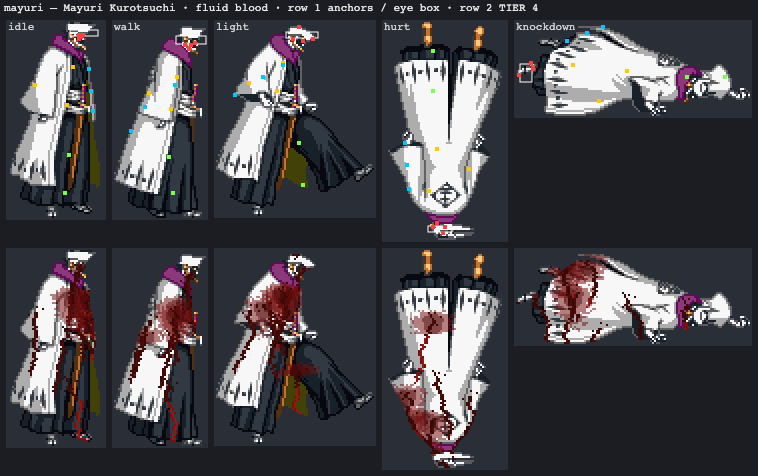 mayuri — Mayuri Kurotsuchi · fluid blood · row 1 anchors / eye box · row 2 TIER 4
idle
walk
light
hurt
knockdown